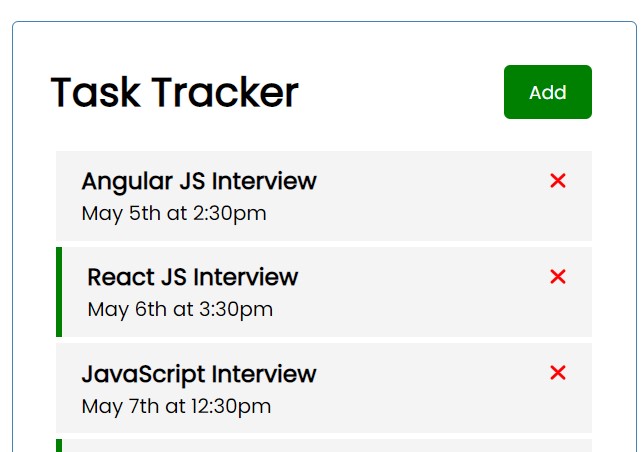 Task Tracker
Add
Angular JS Interview
May 5th at 2:30pm
React JS Interview
May 6th at 3:30pm
JavaScript Interview
May 7th at 12:30pm